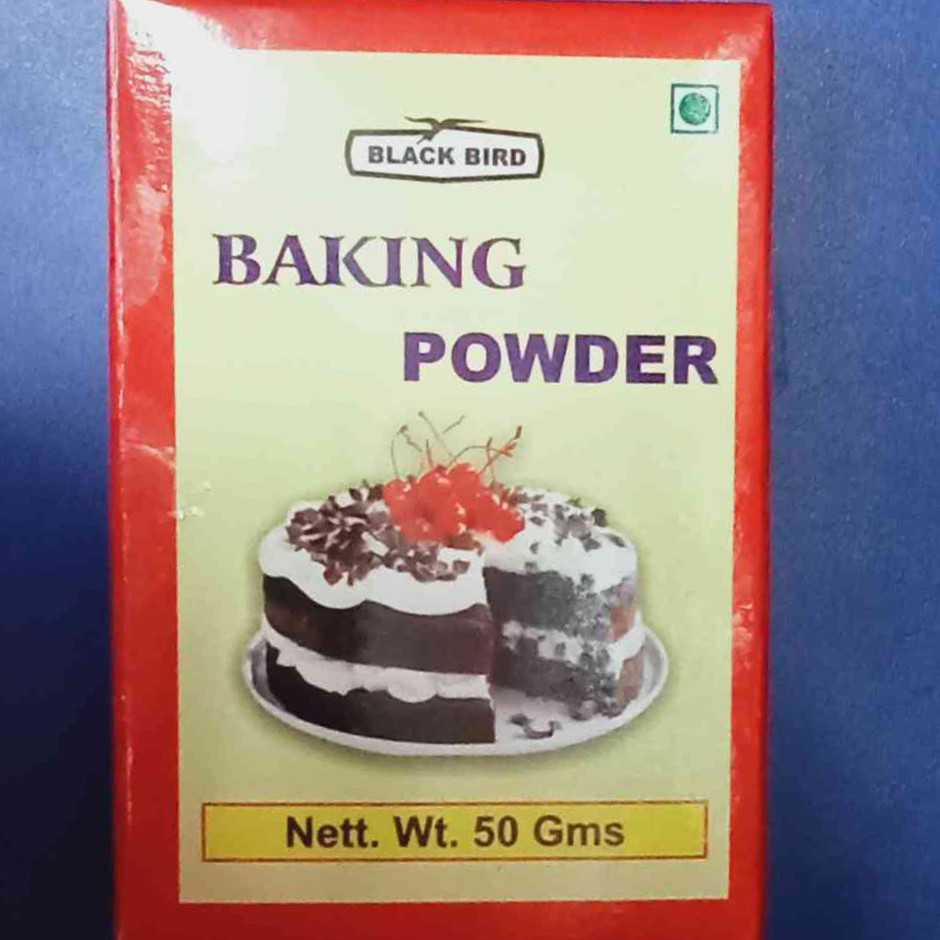 BLACK BIRD
BAKING
POWDER
Nett. Wt. 50 Gms